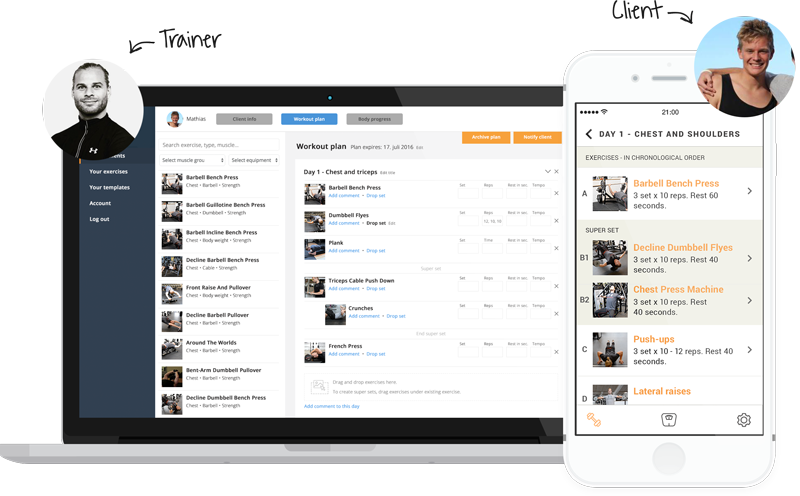 Trainer
Client
Mathias
Client info
Workout plan
Body progress
ents
Your exercises
Your templates
Account
Log out
Search exercise, type, muscle...
Select muscle grou
Select equipment
Barbell Bench Press
Chest • Barbell • Strength
Barbell Guillotine Bench Press
Chest • Dumbbell • Strength
Barbell Incline Bench Press
Chest • Body weight • Strength
Decline Barbell Bench Press
Chest • Cable • Strength
Front Raise And Pullover
Chest • Body weight • Strength
Decline Barbell Pullover
Chest • Barbell • Strength
Around The Worlds
Chest • Barbell • Strength
Bent-Arm Dumbbell Pullover
Chest • Barbell • Strength
Decline Dumbbell Bench Press
Chest • Barbell • Strength
Archive plan
Notify client
Workout plan Plan expires: 17. juli 2016 Edit
Day 1 - Chest and triceps
Barbell Bench Press
Add comment • Drop set
Set Reps Rest in sec. Tempo
Dumbbell Flyes
Add comment • Drop set Edit
Set Reps Rest in sec. Tempo
12, 10, 10
Plank
Add comment • Drop set
Set Time Rest in sec. Tempo
Super set
Triceps Cable Push Down
Add comment • Drop set
Set Reps Rest in sec. Tempo
Crunches
Add comment • Drop set
Set Reps Rest in sec. Tempo
End super set
French Press
Add comment • Drop set
Set Reps Rest in sec. Tempo
Drag and drop exercises here.
To create super sets, drag exercises under existing exercise.
Add comment to this day
21:00
DAY 1 - CHEST AND SHOULDERS
EXERCISES - IN CHRONOLOGICAL ORDER
A
Barbell Bench Press
3 set x 10 reps. Rest 60
seconds.
SUPER SET
B1
Decline Dumbbell Flyes
3 set x 10 reps. Rest 40
seconds.
B2
Chest Press Machine
3 set x 10 reps. Rest
40 seconds.
C
Push-ups
3 set x 10 - 12 reps. Rest 40
seconds.
D
Lateral raises